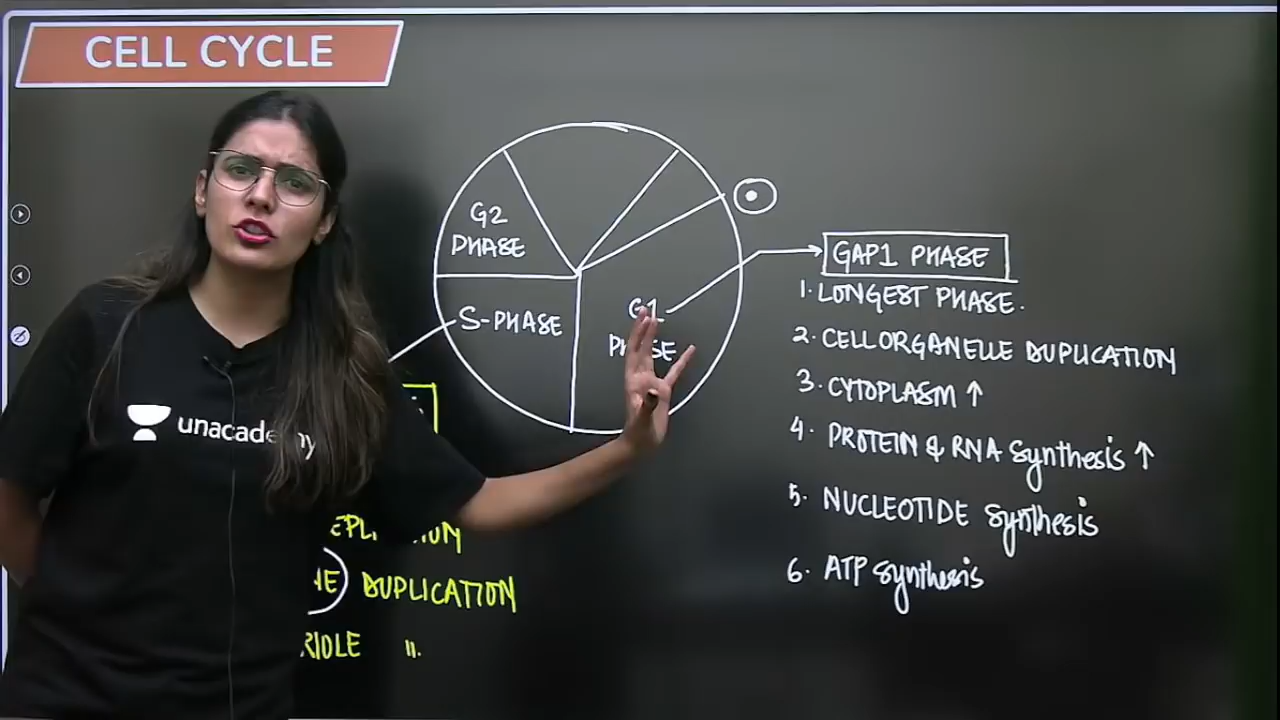 CELL CYCLE
G2
PHASE
S-PHASE
G1
GAP1 PHASE
1. LONGEST PHASE.
2. CELLORGANELLE DUPLICATION
3. CYTOPLASM ↑
4. PROTEIN & RNA Synthesis ↑
5. NUCLEOTIDE Synthesis
6. ATP Synthesis
unacademy
DUPLICATION